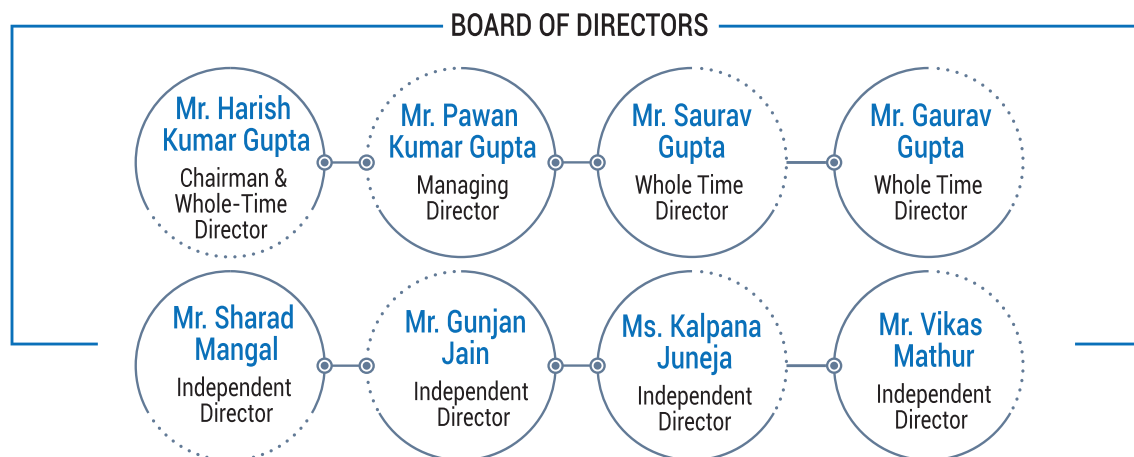 BOARD OF DIRECTORS
Mr. Harish
Kumar Gupta
Chairman &
Whole-Time
Director
Mr. Pawan
Kumar Gupta
Managing
Director
Mr. Saurav
Gupta
Whole Time
Director
Mr. Gaurav
Gupta
Whole Time
Director
Mr. Sharad
Mangal
Independent
Director
Mr. Gunjan
Jain
Independent
Director
Ms. Kalpana
Juneja
Independent
Director
Mr. Vikas
Mathur
Independent
Director